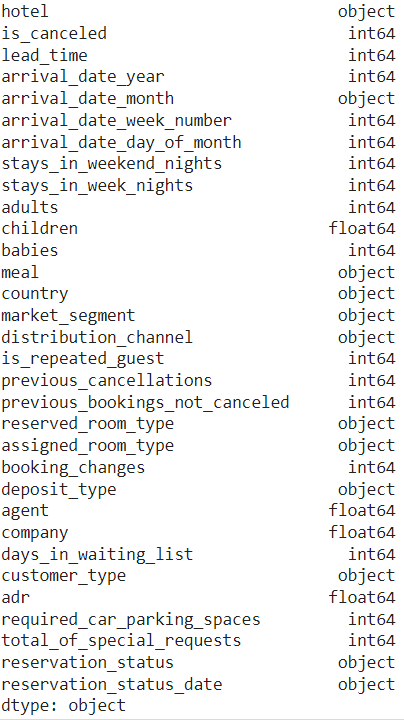 hotel object
is_canceled int64
lead_time int64
arrival_date_year int64
arrival_date_month object
arrival_date_week_number int64
arrival_date_day_of_month int64
stays_in_weekend_nights int64
stays_in_week_nights int64
adults int64
children float64
babies int64
meal object
country object
market_segment object
distribution_channel object
is_repeated_guest int64
previous_cancellations int64
previous_bookings_not_canceled int64
reserved_room_type object
assigned_room_type object
booking_changes int64
deposit_type object
agent float64
company float64
days_in_waiting_list int64
customer_type object
adr float64
required_car_parking_spaces int64
total_of_special_requests int64
reservation_status object
reservation_status_date object
dtype: object